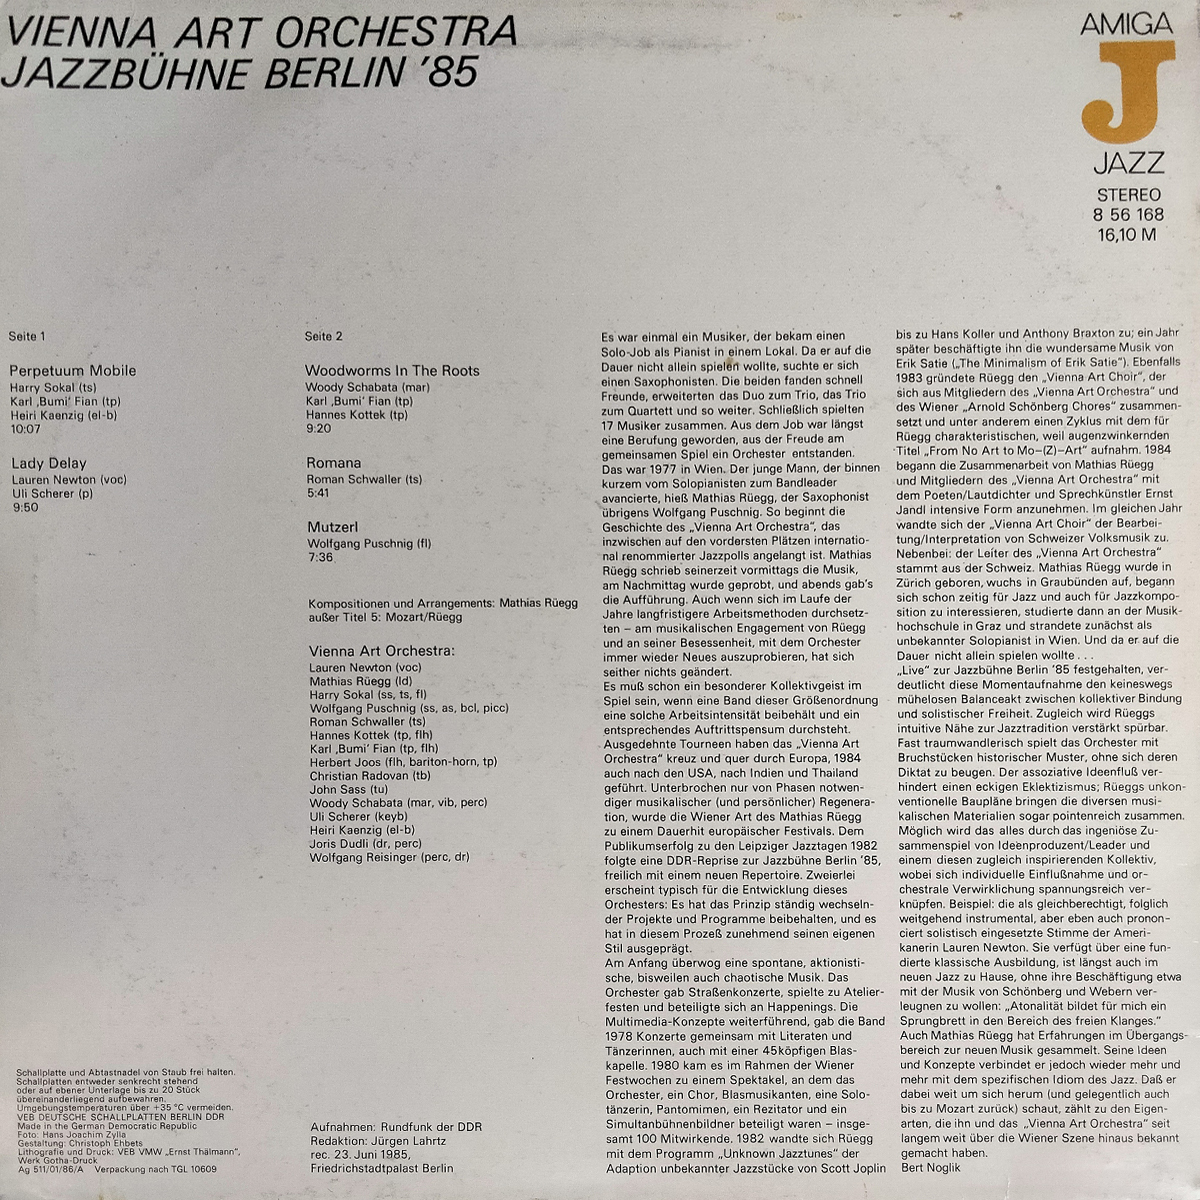 VIENNA ART ORCHESTRA
JAZZBÜHNE BERLIN '85
AMIGA
J
JAZZ
STEREO
8 56 168
16,10 M
Seite 1
Perpetuum Mobile
Harry Sokal (ts)
Karl ‚Bumi' Fian (tp)
Heiri Kaenzig (el-b)
10:07
Lady Delay
Lauren Newton (voc)
Uli Scherer (p)
9:50
Seite 2
Woodworms In The Roots
Woody Schabata (mar)
Karl ‚Bumi' Fian (tp)
Hannes Kottek (tp)
9:20
Romana
Roman Schwaller (ts)
5:41
Mutzerl
Wolfgang Puschnig (fl)
7:36
Kompositionen und Arrangements: Mathias Rüegg
außer Titel 5: Mozart/Rüegg
Vienna Art Orchestra:
Lauren Newton (voc)
Mathias Rüegg (ld)
Harry Sokal (ss, ts, fl)
Wolfgang Puschnig (ss, as, bcl, picc)
Roman Schwaller (ts)
Hannes Kottek (tp, flh)
Karl ‚Bumi' Fian (tp, flh)
Herbert Joos (flh, bariton-horn, tp)
Christian Radovan (tb)
John Sass (tu)
Woody Schabata (mar, vib, perc)
Uli Scherer (keyb)
Heiri Kaenzig (el-b)
Joris Dudli (dr, perc)
Wolfgang Reisinger (perc, dr)
Es war einmal ein Musiker, der bekam einen
Solo-Job als Pianist in einem Lokal. Da er auf die
Dauer nicht allein spielen wollte, suchte er sich
einen Saxophonisten. Die beiden fanden schnell
Freunde, erweiterten das Duo zum Trio, das Trio
zum Quartett und so weiter. Schließlich spielten
17 Musiker zusammen. Aus dem Job war längst
eine Berufung geworden, aus der Freude am
gemeinsamen Spiel ein Orchester entstanden.
Das war 1977 in Wien. Der junge Mann, der binnen
kurzem vom Solopianisten zum Bandleader
avancierte, hieß Mathias Rüegg, der Saxophonist
übrigens Wolfgang Puschnig. So beginnt die
Geschichte des „Vienna Art Orchestra", das
inzwischen auf den vordersten Plätzen internatio-
nal renommierter Jazzpolls angelangt ist. Mathias
Rüegg schrieb seinerzeit vormittags die Musik,
am Nachmittag wurde geprobt, und abends gab's
die Aufführung. Auch wenn sich im Laufe der
Jahre langfristigere Arbeitsmethoden durchsetz-
ten – am musikalischen Engagement von Rüegg
und an seiner Besessenheit, mit dem Orchester
immer wieder Neues auszuprobieren, hat sich
seither nichts geändert.
Es muß schon ein besonderer Kollektivgeist im
Spiel sein, wenn eine Band dieser Größenordnung
eine solche Arbeitsintensität beibehält und ein
entsprechendes Auftrittspensum durchsteht.
Ausgedehnte Tourneen haben das „Vienna Art
Orchestra" kreuz und quer durch Europa, 1984
auch nach den USA, nach Indien und Thailand
geführt. Unterbrochen nur von Phasen notwen-
diger musikalischer (und persönlicher) Regenera-
tion, wurde die Wiener Art des Mathias Rüegg
zu einem Dauerhit europäischer Festivals. Dem
Publikumserfolg zu den Leipziger Jazztagen 1982
folgte eine DDR-Reprise zur Jazzbühne Berlin '85,
freilich mit einem neuen Repertoire. Zweierlei
erscheint typisch für die Entwicklung dieses
Orchesters: Es hat das Prinzip ständig wechseln-
der Projekte und Programme beibehalten, und es
hat in diesem Prozeß zunehmend seinen eigenen
Stil ausgeprägt.
Am Anfang überwog eine spontane, aktionisti-
sche, bisweilen auch chaotische Musik. Das
Orchester gab Straßenkonzerte, spielte zu Atelier-
festen und beteiligte sich an Happenings. Die
Multimedia-Konzepte weiterführend, gab die Band
1978 Konzerte gemeinsam mit Literaten und
Tänzerinnen, auch mit einer 45köpfigen Blas-
kapelle. 1980 kam es im Rahmen der Wiener
Festwochen zu einem Spektakel, an dem das
Orchester, ein Chor, Blasmusikanten, eine Solo-
tänzerin, Pantomimen, ein Rezitator und ein
Simultanbühnenbildner beteiligt waren – insge-
samt 100 Mitwirkende. 1982 wandte sich Rüegg
mit dem Programm „Unknown Jazztunes" der
Adaption unbekannter Jazzstücke von Scott Joplin
bis zu Hans Koller und Anthony Braxton zu; ein Jahr
später beschäftigte ihn die wundersame Musik von
Erik Satie („The Minimalism of Erik Satie"). Ebenfalls
1983 gründete Rüegg den „Vienna Art Choir", der
sich aus Mitgliedern des „Vienna Art Orchestra" und
des Wiener „Arnold Schönberg Chores" zusammen-
setzt und unter anderem einen Zyklus mit dem für
Rüegg charakteristischen, weil augenzwinkernden
Titel „From No Art to Mo–(Z)–Art" aufnahm. 1984
begann die Zusammenarbeit von Mathias Rüegg
und Mitgliedern des „Vienna Art Orchestra" mit
dem Poeten/Lautdichter und Sprechkünstler Ernst
Jandl intensive Form anzunehmen. Im gleichen Jahr
wandte sich der „Vienna Art Choir" der Bearbei-
tung/Interpretation von Schweizer Volksmusik zu.
Nebenbei: der Leiter des „Vienna Art Orchestra"
stammt aus der Schweiz. Mathias Rüegg wurde in
Zürich geboren, wuchs in Graubünden auf, begann
sich schon zeitig für Jazz und auch für Jazzkompo-
sition zu interessieren, studierte dann an der Musik-
hochschule in Graz und strandete zunächst als
unbekannter Solopianist in Wien. Und da er auf die
Dauer nicht allein spielen wollte . . .
„Live" zur Jazzbühne Berlin '85 festgehalten, ver-
deutlicht diese Momentaufnahme den keineswegs
mühelosen Balanceakt zwischen kollektiver Bindung
und solistischer Freiheit. Zugleich wird Rüeggs
intuitive Nähe zur Jazztradition verstärkt spürbar.
Fast traumwandlerisch spielt das Orchester mit
Bruchstücken historischer Muster, ohne sich deren
Diktat zu beugen. Der assoziative Ideenfluß ver-
hindert einen eckigen Eklektizismus; Rüeggs unkon-
ventionelle Baupläne bringen die diversen musi-
kalischen Materialien sogar pointenreich zusammen.
Möglich wird das alles durch das ingeniöse Zu-
sammenspiel von Ideenproduzent/Leader und
einem diesen zugleich inspirierenden Kollektiv,
wobei sich individuelle Einflußnahme und or-
chestrale Verwirklichung spannungsreich ver-
knüpfen. Beispiel: die als gleichberechtigt, folglich
weitgehend instrumental, aber eben auch pronon-
ciert solistisch eingesetzte Stimme der Ameri-
kanerin Lauren Newton. Sie verfügt über eine fun-
dierte klassische Ausbildung, ist längst auch im
neuen Jazz zu Hause, ohne ihre Beschäftigung etwa
mit der Musik von Schönberg und Webern ver-
leugnen zu wollen: „Atonalität bildet für mich ein
Sprungbrett in den Bereich des freien Klanges."
Auch Mathias Rüegg hat Erfahrungen im Übergangs-
bereich zur neuen Musik gesammelt. Seine Ideen
und Konzepte verbindet er jedoch wieder mehr und
mehr mit dem spezifischen Idiom des Jazz. Daß er
dabei weit um sich herum (und gelegentlich auch
bis zu Mozart zurück) schaut, zählt zu den Eigen-
arten, die ihn und das „Vienna Art Orchestra" seit
langem weit über die Wiener Szene hinaus bekannt
gemacht haben.
Bert Noglik
Schallplatte und Abtastnadel von Staub frei halten.
Schallplatten entweder senkrecht stehend
oder auf ebener Unterlage bis zu 20 Stück
übereinanderliegend aufbewahren.
Umgebungstemperaturen über +35 °C vermeiden.
VEB DEUTSCHE SCHALLPLATTEN BERLIN DDR
Made in the German Democratic Republic
Foto: Hans Joachim Zylla
Gestaltung: Christoph Ehbets
Lithografie und Druck: VEB VMW „Ernst Thälmann",
Werk Gotha-Druck
Ag 511/01/86/A Verpackung nach TGL 10609
Aufnahmen: Rundfunk der DDR
Redaktion: Jürgen Lahrtz
rec. 23. Juni 1985,
Friedrichstadtpalast Berlin